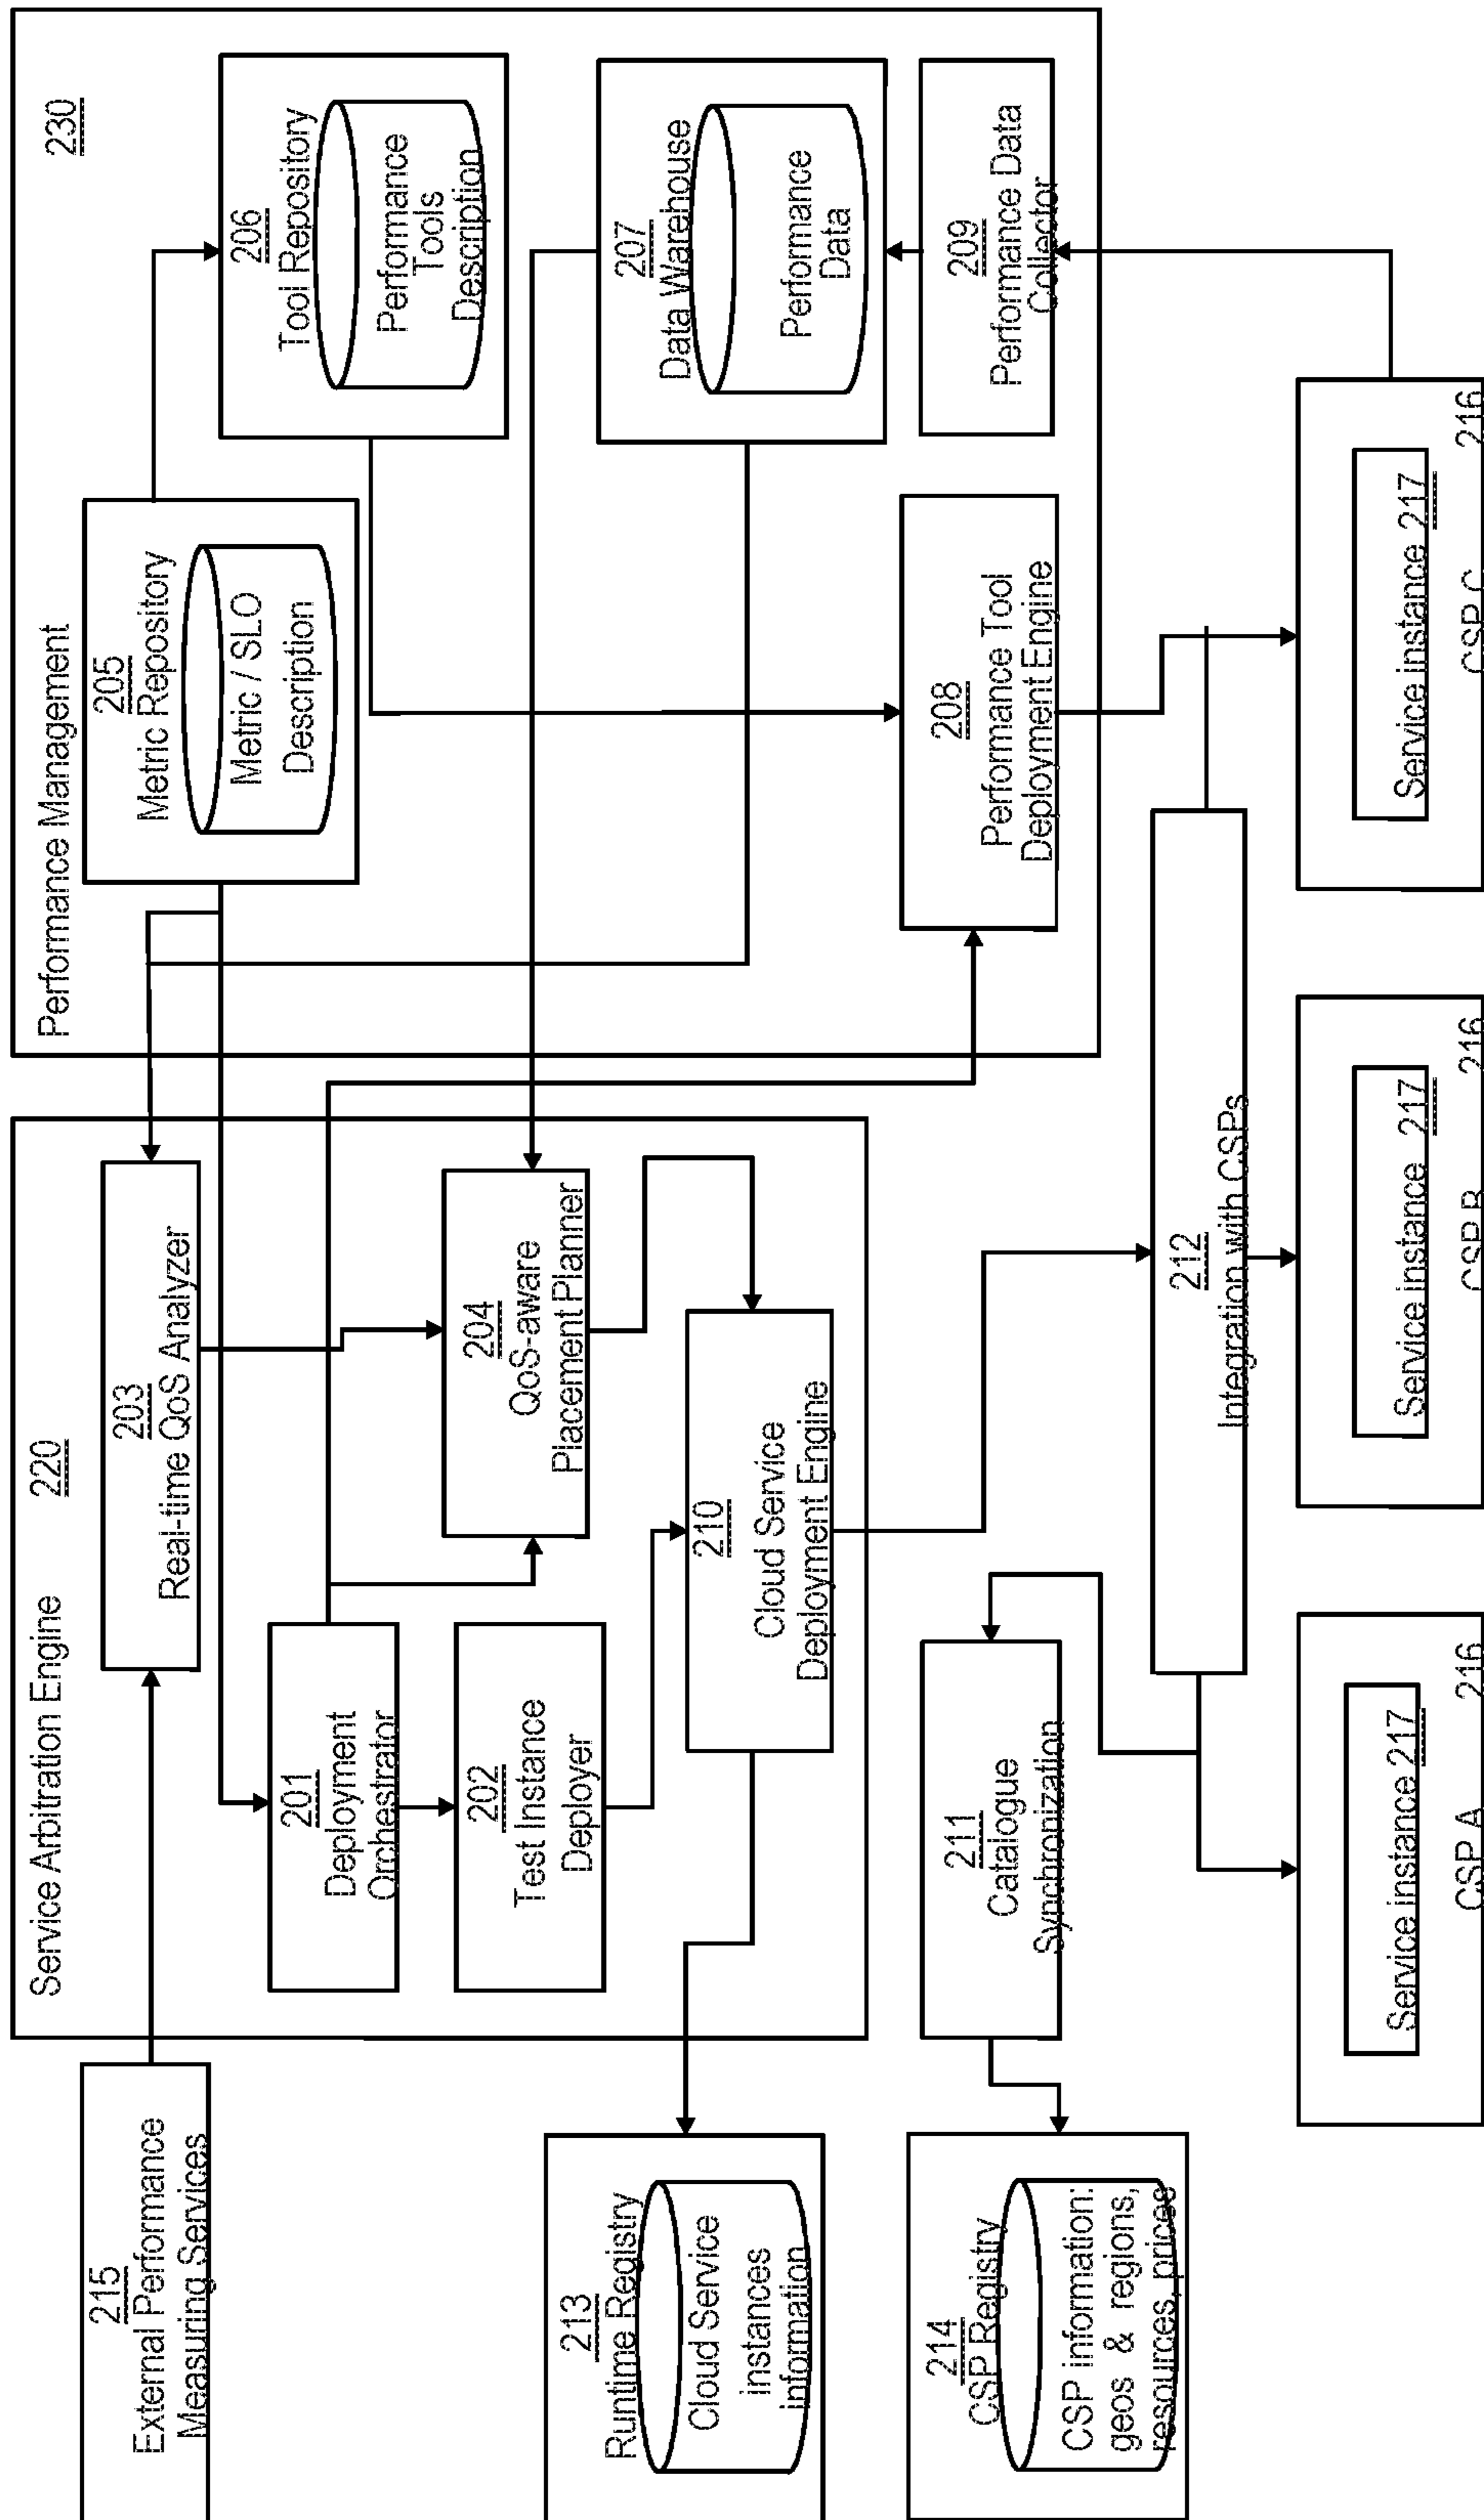 215
External Performance
Measuring Services
Service Arbitration Engine
220
203
Real-time QoS Analyzer
201
Deployment
Orchestrator
202
Test Instance
Deployer
204
QoS-aware
Placement Planner
210
Cloud Service
Deployment Engine
Performance Management
230
205
Metric Repository
Metric / SLO
Description
206
Tool Repository
Performance
Tools
Description
207
Data Warehouse
Performance
Data
208
Performance Tool
Deployment Engine
209
Performance Data
Collector
213
Runtime Registry
Cloud Service
instances
information
214
CSP Registry
CSP information:
geos & regions,
resources, prices
211
Catalogue
Synchronization
212
Integration with CSPs
Service instance 217
216
CSP A
Service instance 217
216
CSP B
Service instance 217
216
CSP C